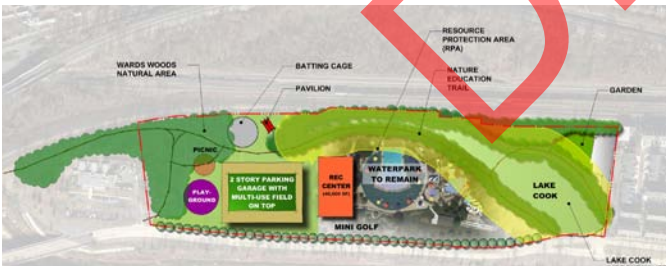 RESOURCE
PROTECTION AREA
(RPA)
WARDS WOODS
NATURAL AREA
BATTING CAGE
NATURE
EDUCATION
TRAIL
PAVILION
GARDEN
PICNIC
PLAY-
GROUND
2 STORY PARKING
GARAGE WITH
MULTI-USE FIELD
ON TOP
REC
CENTER
WATERPARK
TO REMAIN
LAKE
COOK
MINI GOLF
LAKE COOK